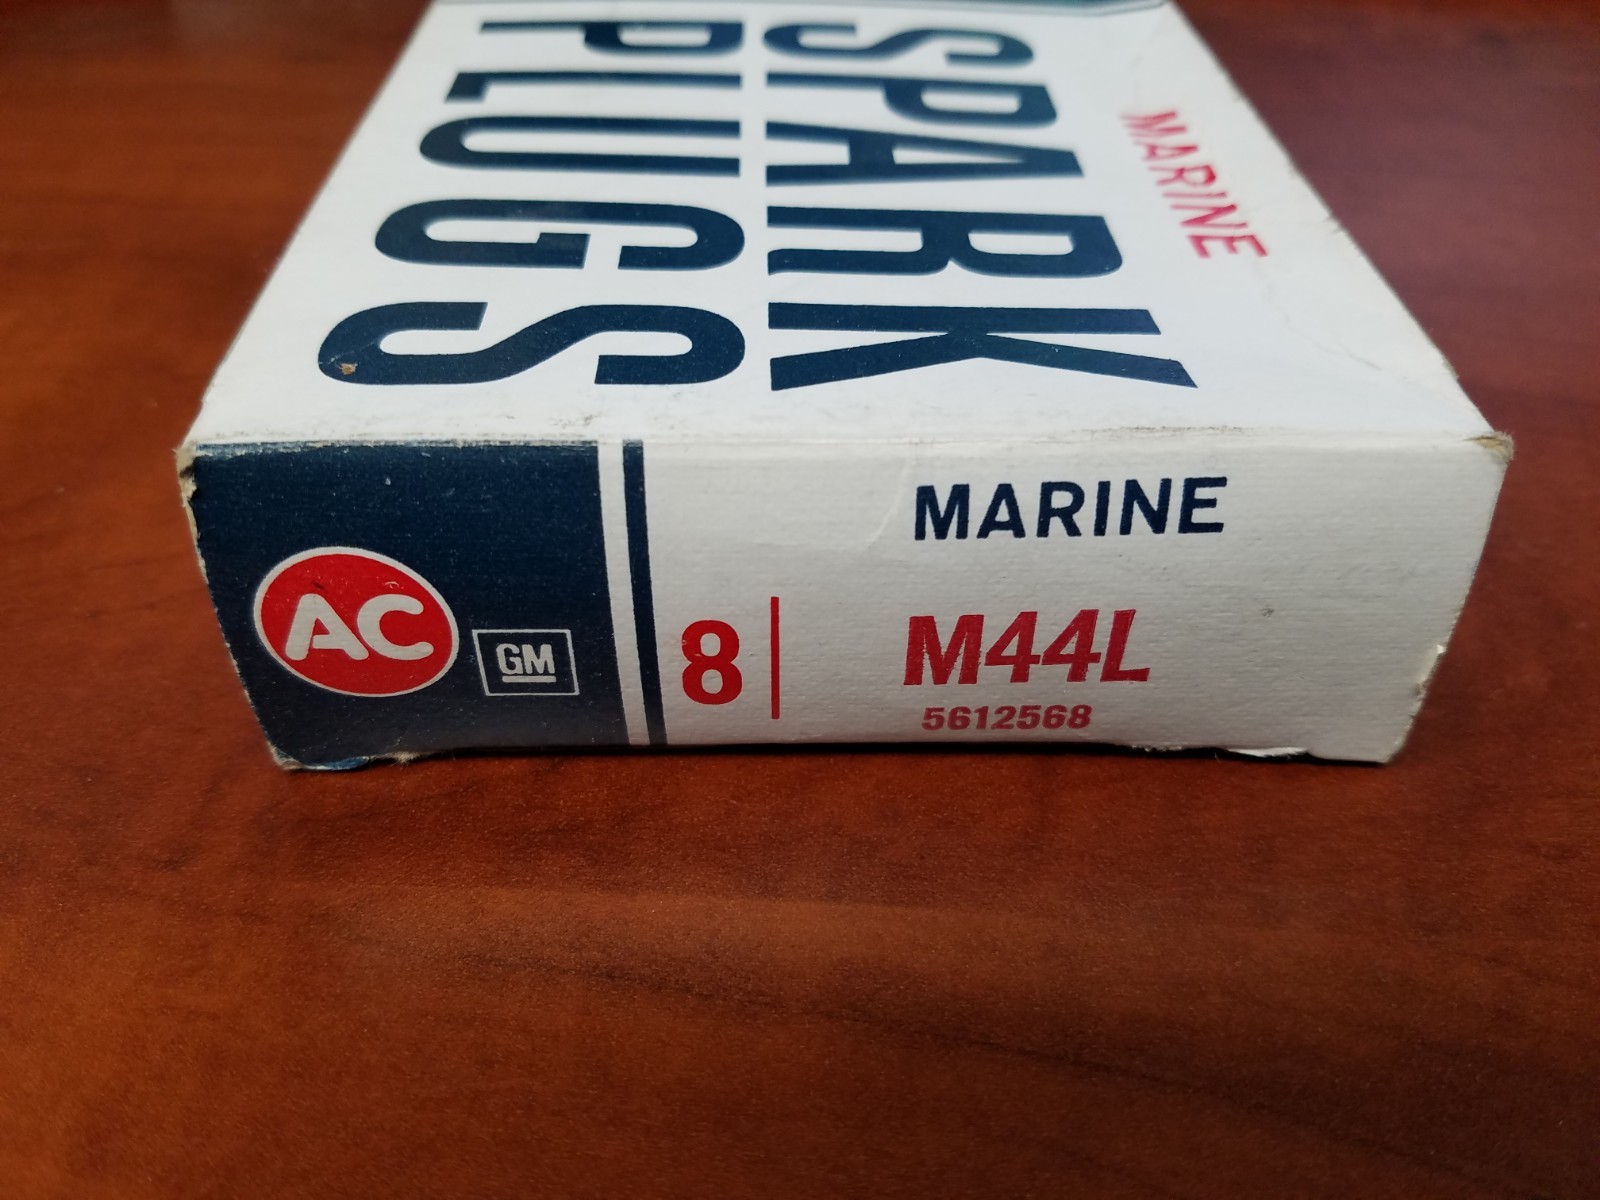 MARINE
SPARK
PLUGS
MARINE
AC
GM
8
M44L
5612568